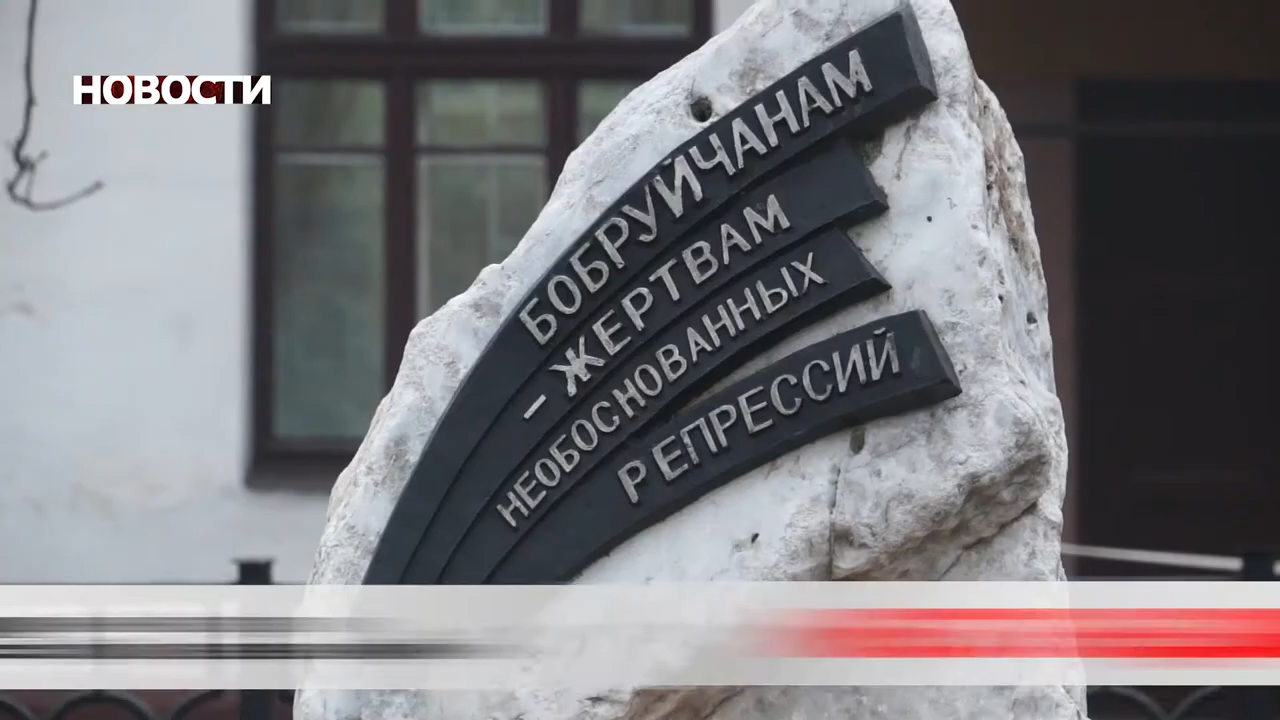 НОВОСТИ
БОБРУЙЧАНАМ
– ЖЕРТВАМ
НЕОБОСНОВАННЫХ
РЕПРЕССИЙ